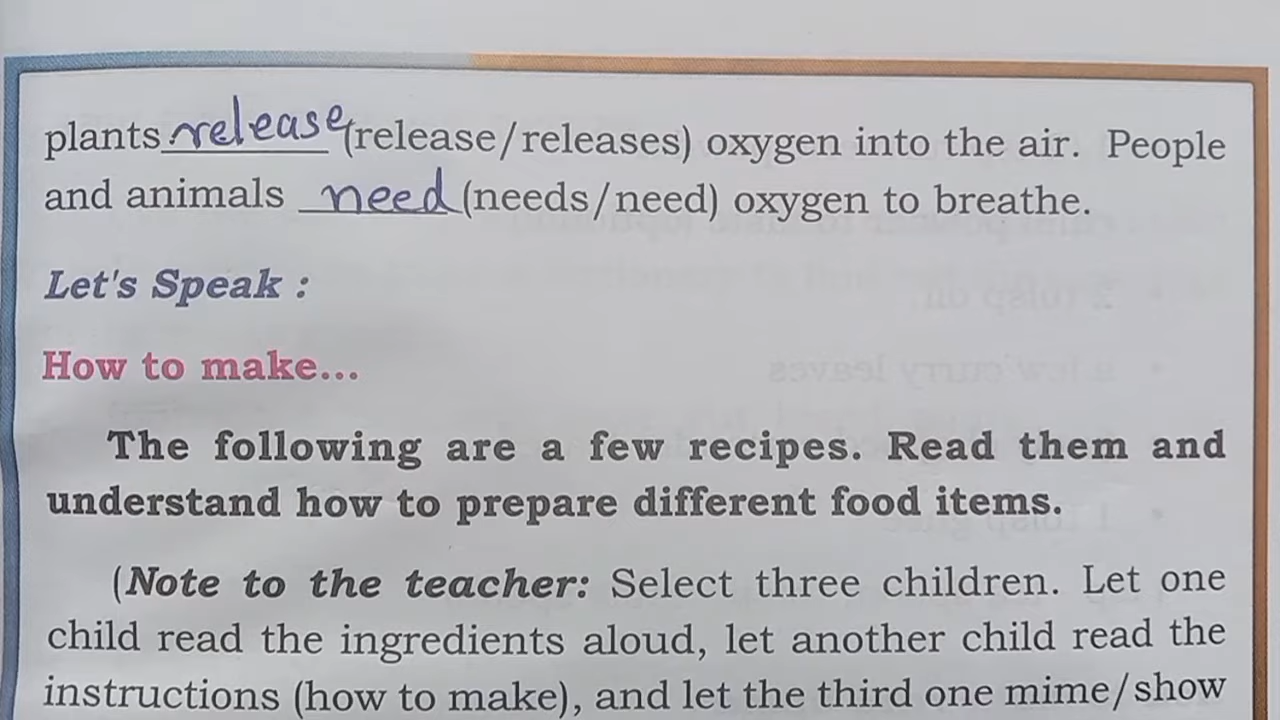 plants release (release/releases) oxygen into the air. People
and animals need (needs/need) oxygen to breathe.
Let's Speak :
How to make...
The following are a few recipes. Read them and
understand how to prepare different food items.
(Note to the teacher: Select three children. Let one
child read the ingredients aloud, let another child read the
instructions (how to make), and let the third one mime/show